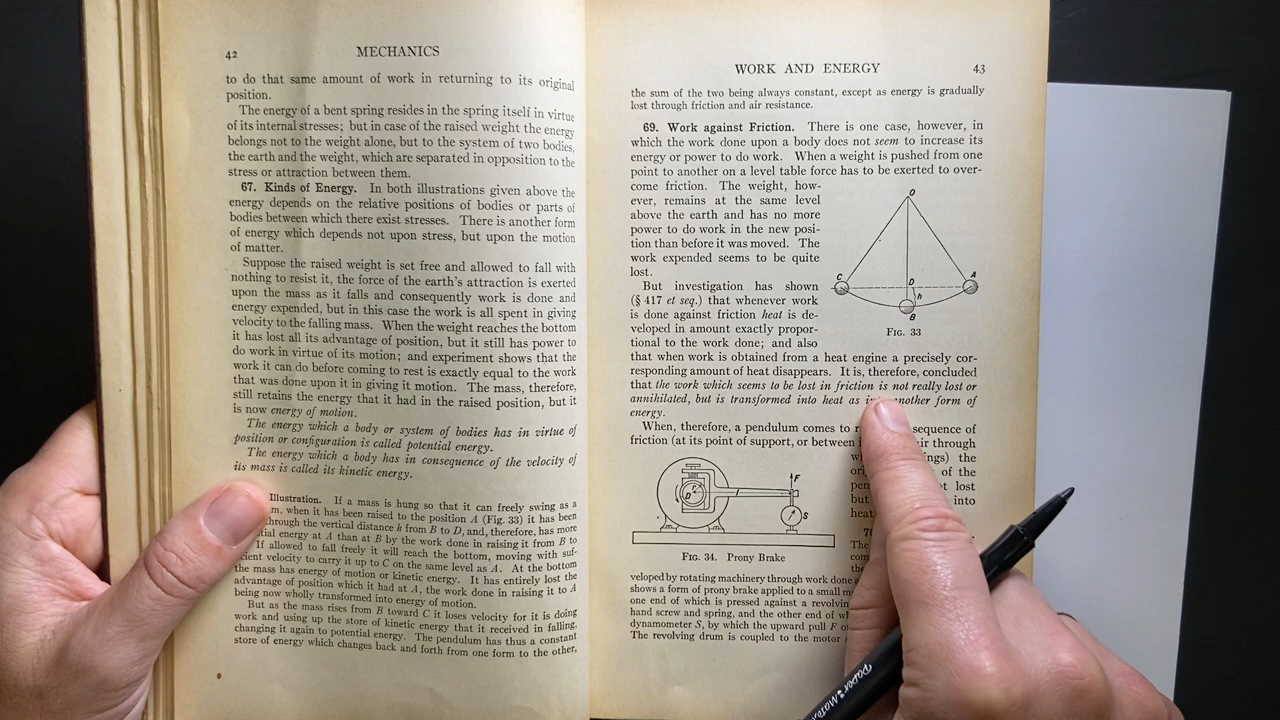 42 MECHANICS
to do that same amount of work in returning to its original
position.
The energy of a bent spring resides in the spring itself in virtue
of its internal stresses; but in case of the raised weight the energy
belongs not to the weight alone, but to the system of two bodies,
the earth and the weight, which are separated in opposition to the
stress or attraction between them.
67. Kinds of Energy. In both illustrations given above the
energy depends on the relative positions of bodies or parts of
bodies between which there exist stresses. There is another form
of energy which depends not upon stress, but upon the motion
of matter.
Suppose the raised weight is set free and allowed to fall with
nothing to resist it, the force of the earth's attraction is exerted
upon the mass as it falls and consequently work is done and
energy expended, but in this case the work is all spent in giving
velocity to the falling mass. When the weight reaches the bottom
it has lost all its advantage of position, but it still has power to
do work in virtue of its motion; and experiment shows that the
work it can do before coming to rest is exactly equal to the work
that was done upon it in giving it motion. The mass, therefore,
still retains the energy that it had in the raised position, but it
is now energy of motion.
The energy which a body or system of bodies has in virtue of
position or configuration is called potential energy.
The energy which a body has in consequence of the velocity of
its mass is called its kinetic energy.
Illustration. If a mass is hung so that it can freely swing as a
when it has been raised to the position A (Fig. 33) it has been
through the vertical distance h from B to D, and, therefore, has more
energy at A than at B by the work done in raising it from B to
If allowed to fall freely it will reach the bottom, moving with suf-
velocity to carry it up to C on the same level as A. At the bottom
the mass has energy of motion or kinetic energy. It has entirely lost the
advantage of position which it had at A, the work done in raising it to A
being now wholly transformed into energy of motion.
But as the mass rises from B toward C it loses velocity for it is doing
work and using up the store of kinetic energy that it received in falling,
changing it again to potential energy. The pendulum has thus a constant
store of energy which changes back and forth from one form to the other,
WORK AND ENERGY 43
the sum of the two being always constant, except as energy is gradually
lost through friction and air resistance.
69. Work against Friction. There is one case, however, in
which the work done upon a body does not seem to increase its
energy or power to do work. When a weight is pushed from one
point to another on a level table force has to be exerted to over-
come friction. The weight, how-
ever, remains at the same level
above the earth and has no more
power to do work in the new posi-
tion than before it was moved. The
work expended seems to be quite
lost.
O
C
D
A
h
B
FIG. 33
But investigation has shown
(§ 417 et seq.) that whenever work
is done against friction heat is de-
veloped in amount exactly propor-
tional to the work done; and also
that when work is obtained from a heat engine a precisely cor-
responding amount of heat disappears. It is, therefore, concluded
that the work which seems to be lost in friction is not really lost or
annihilated, but is transformed into heat as another form of
energy.
When, therefore, a pendulum comes to sequence of
friction (at its point of support, or between through
the
of the
lost
but into
D
F
S
FIG. 34. Prony Brake
veloped by rotating machinery through work done
shows a form of prony brake applied to a small
one end of which is pressed against a revolving
hand screw and spring, and the other end of
dynamometer S, by which the upward pull F
The revolving drum is coupled to the motor
PAPER MATE